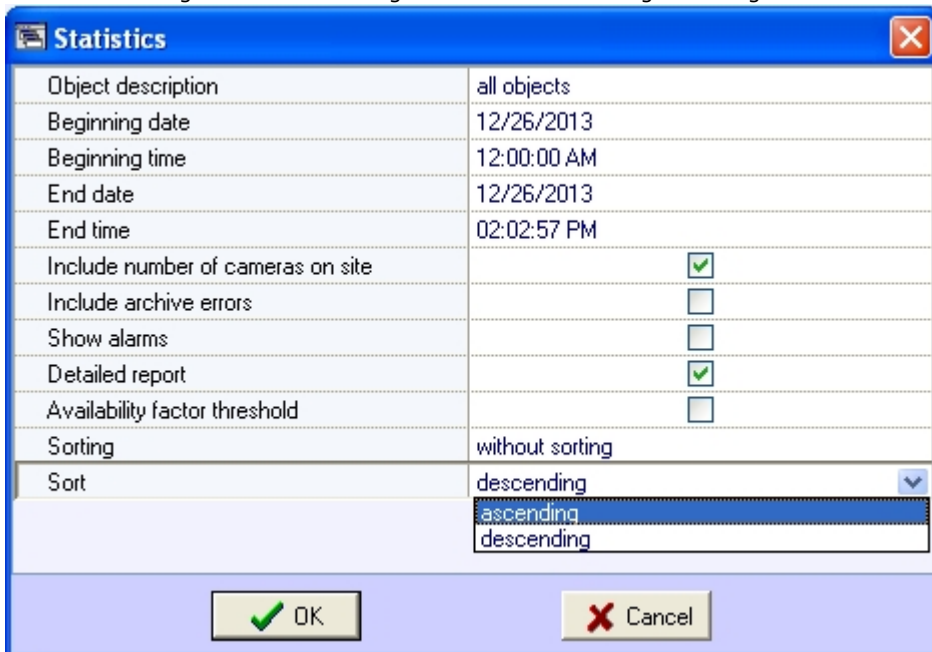 Statistics
Object description all objects
Beginning date 12/26/2013
Beginning time 12:00:00 AM
End date 12/26/2013
End time 02:02:57 PM
Include number of cameras on site
Include archive errors
Show alarms
Detailed report
Availability factor threshold
Sorting without sorting
Sort descending
ascending
descending
OK Cancel